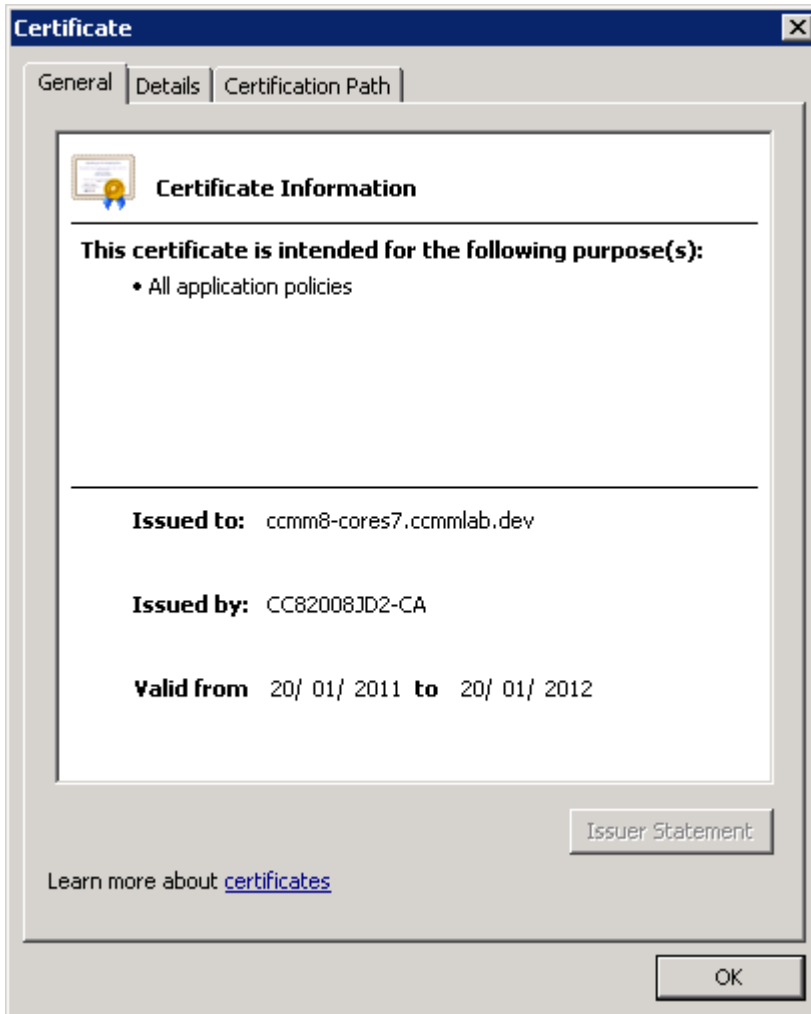 Certificate
General Details Certification Path
Certificate Information
This certificate is intended for the following purpose(s):
• All application policies
Issued to: ccmm8-cores7.ccmmlab.dev
Issued by: CC82008JD2-CA
Valid from 20/ 01/ 2011 to 20/ 01/ 2012
Issuer Statement
Learn more about certificates
OK